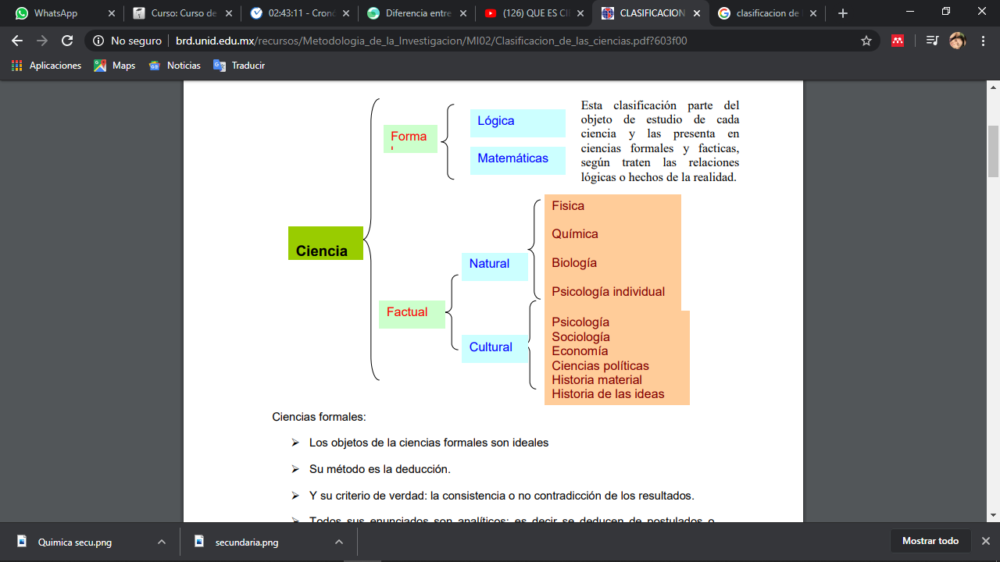 WhatsApp
Curso: Curso de
02:43:11 - Cronó
Diferencia entre
(126) QUE ES CI
CLASIFICACION
clasificacion de
No seguro
brd.unid.edu.mx/recursos/Metodologia_de_la_Investigacion/MI02/Clasificacion_de_las_ciencias.pdf?603f00
Aplicaciones
Maps
Noticias
Traducir
Ciencia
Forma
Lógica
Matemáticas
Esta clasificación parte del
objeto de estudio de cada
ciencia y las presenta en
ciencias formales y facticas,
según traten las relaciones
lógicas o hechos de la realidad.
Factual
Natural
Fisica
Química
Biología
Psicología individual
Cultural
Psicología
Sociología
Economía
Ciencias políticas
Historia material
Historia de las ideas
Ciencias formales:
➢ Los objetos de la ciencias formales son ideales
➢ Su método es la deducción.
➢ Y su criterio de verdad: la consistencia o no contradicción de los resultados.
➢ Todos sus enunciados son analíticos: es decir se deducen de postulados o
Quimica secu.png
secundaria.png
Mostrar todo